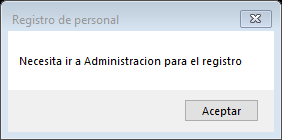 Registro de personal
Necesita ir a Administracion para el registro
Aceptar